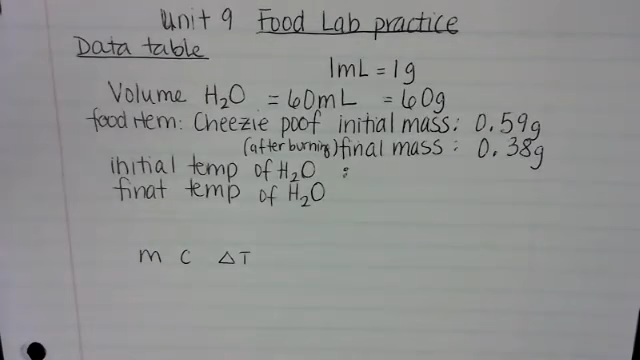 Unit 9 Food Lab practice
Data table
1mL = 1g
Volume H₂O = 60mL = 60g
food Item: Cheezie poof initial mass: 0.59g
(after burning) final mass: 0.38g
initial temp of H₂O :
final temp of H₂O
m c △T